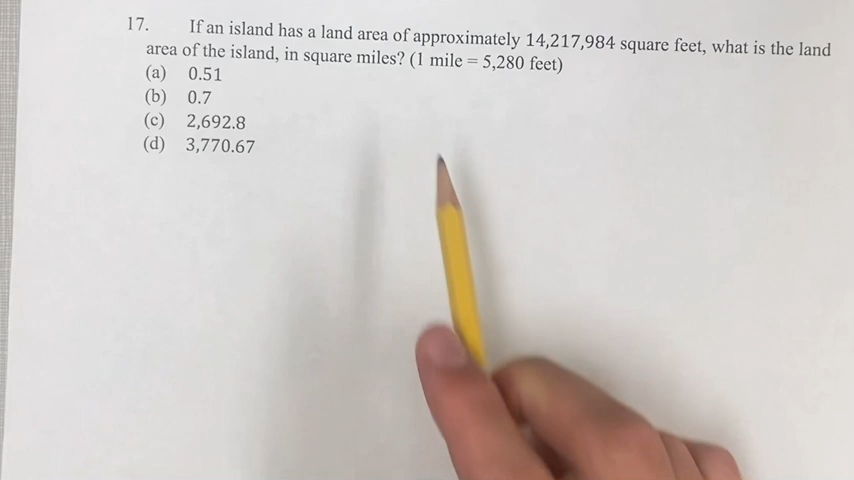 17. If an island has a land area of approximately 14,217,984 square feet, what is the land
area of the island, in square miles? (1 mile = 5,280 feet)
(a) 0.51
(b) 0.7
(c) 2,692.8
(d) 3,770.67